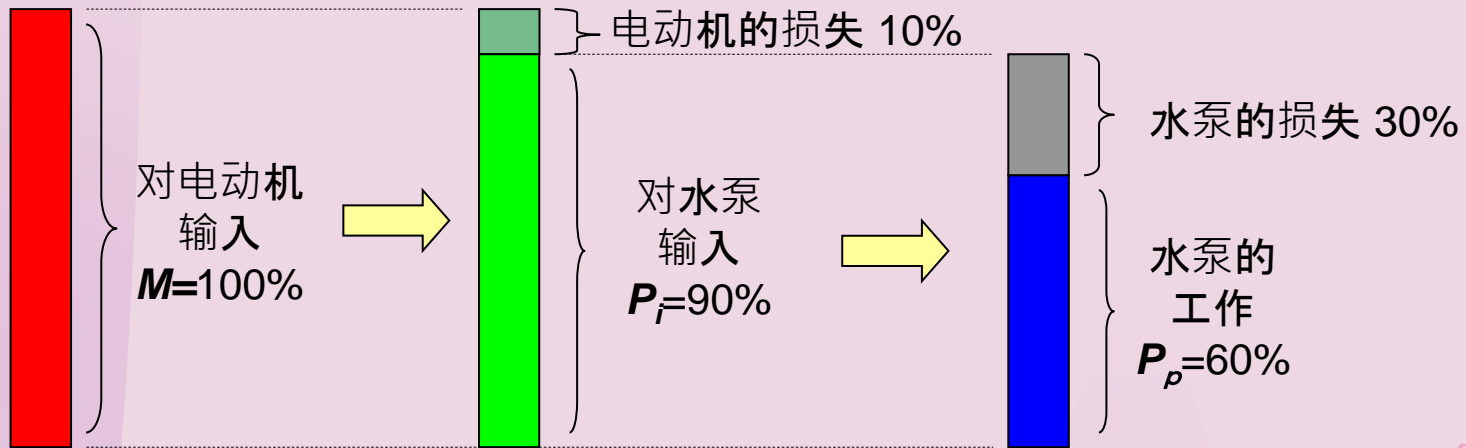 电动机的损失 10%
水泵的损失 30%
对电动机
输入
M=100%
对水泵
输入
Pi=90%
水泵的
工作
Pp=60%